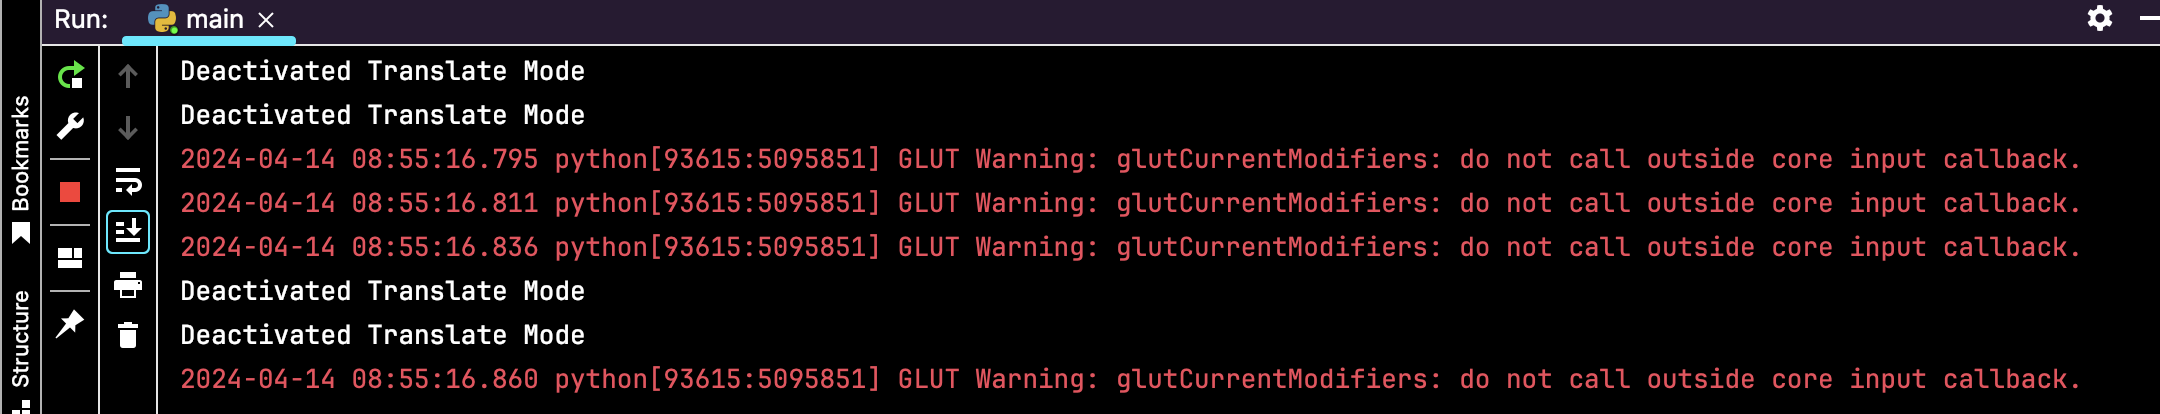 Run: main
Bookmarks
Structure
Deactivated Translate Mode
Deactivated Translate Mode
2024-04-14 08:55:16.795 python[93615:5095851] GLUT Warning: glutCurrentModifiers: do not call outside core input callback.
2024-04-14 08:55:16.811 python[93615:5095851] GLUT Warning: glutCurrentModifiers: do not call outside core input callback.
2024-04-14 08:55:16.836 python[93615:5095851] GLUT Warning: glutCurrentModifiers: do not call outside core input callback.
Deactivated Translate Mode
Deactivated Translate Mode
2024-04-14 08:55:16.860 python[93615:5095851] GLUT Warning: glutCurrentModifiers: do not call outside core input callback.